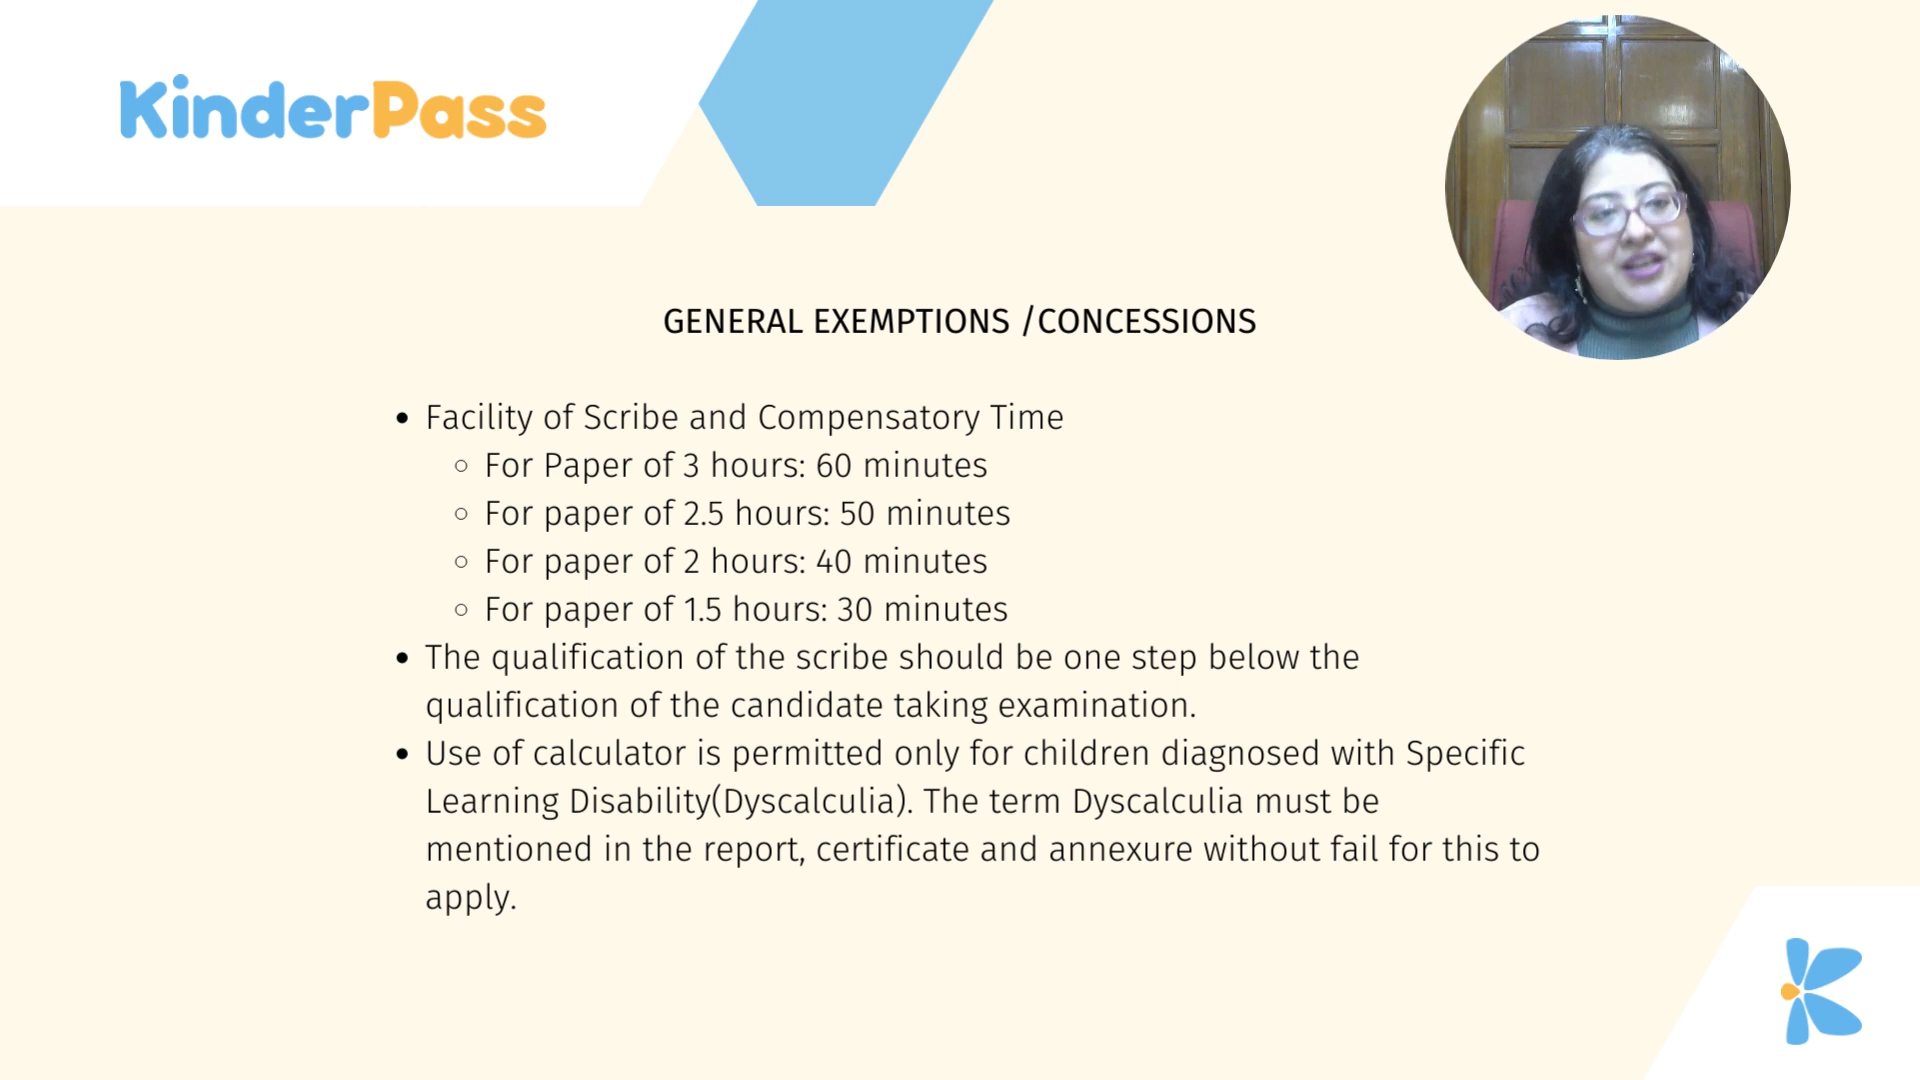 KinderPass
GENERAL EXEMPTIONS /CONCESSIONS
• Facility of Scribe and Compensatory Time
○ For Paper of 3 hours: 60 minutes
○ For paper of 2.5 hours: 50 minutes
○ For paper of 2 hours: 40 minutes
○ For paper of 1.5 hours: 30 minutes
• The qualification of the scribe should be one step below the
qualification of the candidate taking examination.
• Use of calculator is permitted only for children diagnosed with Specific
Learning Disability(Dyscalculia). The term Dyscalculia must be
mentioned in the report, certificate and annexure without fail for this to
apply.